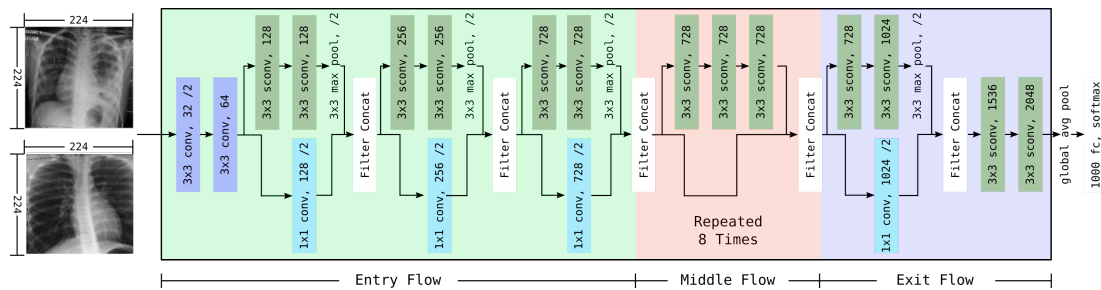 224
224
224
224
3x3 conv, 32 /2
3x3 conv, 64
3x3 sconv, 128
3x3 sconv, 128
3x3 max pool, /2
1x1 conv, 128 /2
Filter Concat
3x3 sconv, 256
3x3 sconv, 256
3x3 max pool, /2
1x1 conv, 256 /2
Filter Concat
3x3 sconv, 728
3x3 sconv, 728
3x3 max pool, /2
1x1 conv, 728 /2
Filter Concat
3x3 sconv, 728
3x3 sconv, 728
3x3 sconv, 728
Repeated
8 Times
Filter Concat
3x3 sconv, 728
3x3 sconv, 1024
3x3 max pool, /2
1x1 conv, 1024 /2
Filter Concat
3x3 sconv, 1536
3x3 sconv, 2048
global avg pool
1000 fc, softmax
Entry Flow
Middle Flow
Exit Flow